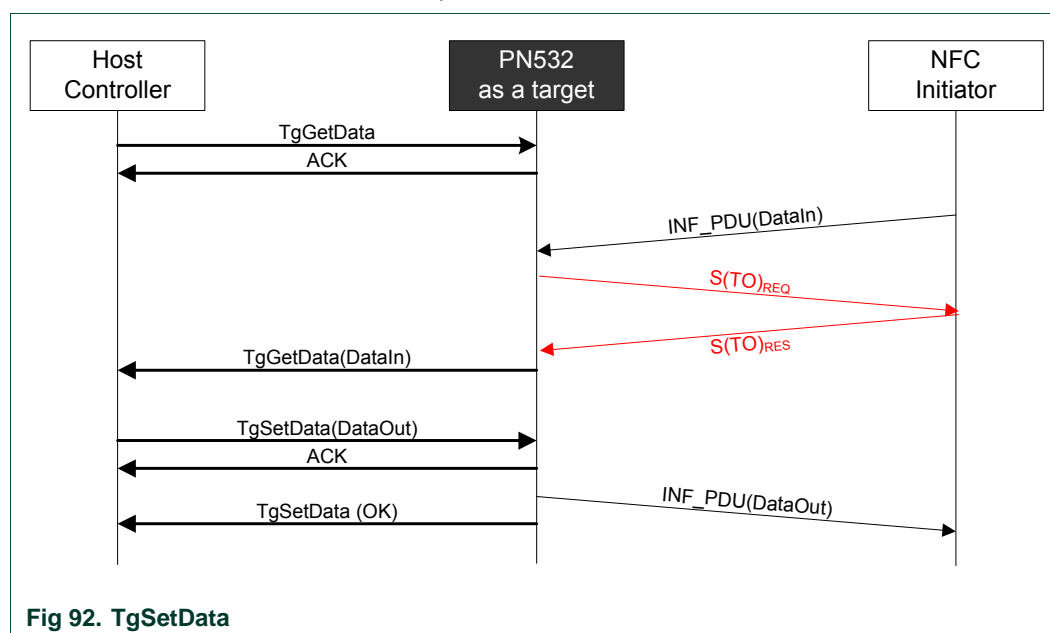 Host
Controller
PN532
as a target
NFC
Initiator
TgGetData
ACK
INF_PDU(DataIn)
S(TO)REQ
S(TO)RES
TgGetData(DataIn)
TgSetData(DataOut)
ACK
INF_PDU(DataOut)
TgSetData (OK)
Fig 92. TgSetData